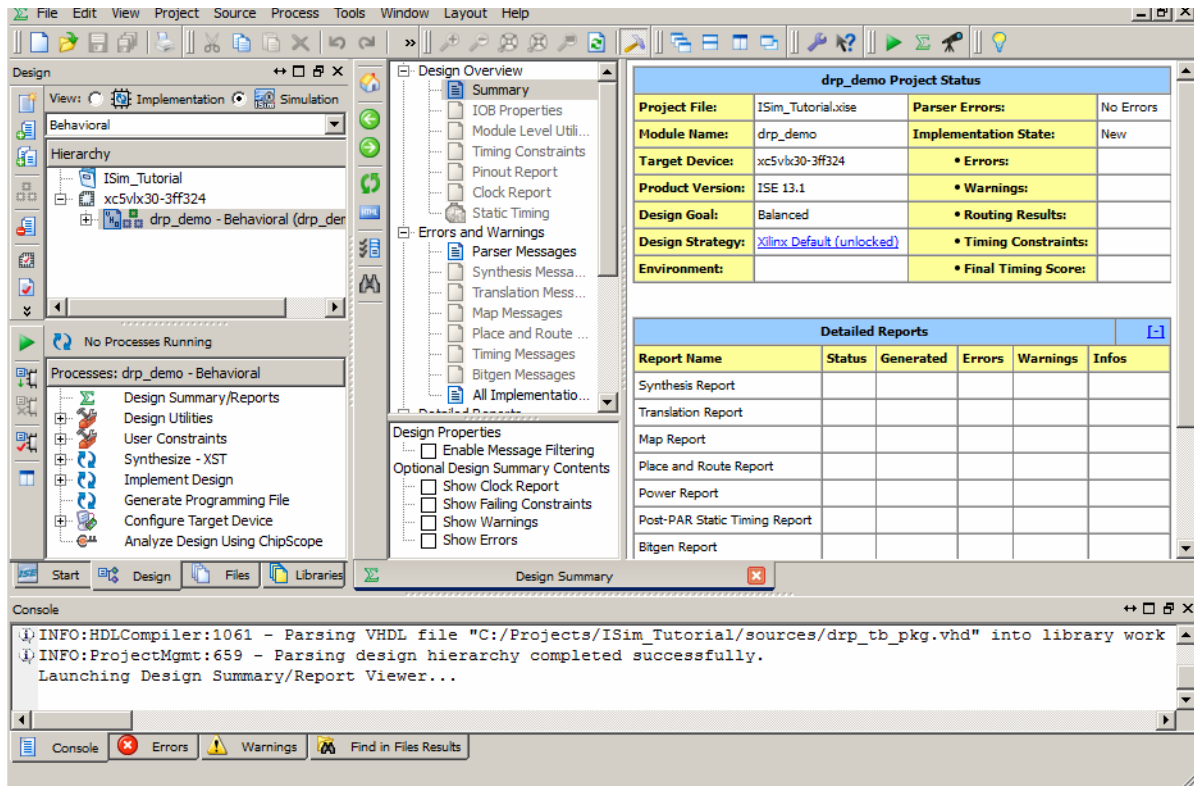 File Edit View Project Source Process Tools Window Layout Help
»
Design
View: Implementation Simulation
Behavioral
Hierarchy
ISim_Tutorial
xc5vlx30-3ff324
drp_demo - Behavioral (drp_der
No Processes Running
Processes: drp_demo - Behavioral
Design Summary/Reports
Design Utilities
User Constraints
Synthesize - XST
Implement Design
Generate Programming File
Configure Target Device
Analyze Design Using ChipScope
Start Design Files Libraries
Design Overview
Summary
IOB Properties
Module Level Utili...
Timing Constraints
Pinout Report
Clock Report
Static Timing
Errors and Warnings
Parser Messages
Synthesis Messa...
Translation Mess...
Map Messages
Place and Route ...
Timing Messages
Bitgen Messages
All Implementatio...
Detailed Reports
Design Properties
Enable Message Filtering
Optional Design Summary Contents
Show Clock Report
Show Failing Constraints
Show Warnings
Show Errors
Design Summary
drp_demo Project Status
Project File: ISim_Tutorial.xise Parser Errors: No Errors
Module Name: drp_demo Implementation State: New
Target Device: xc5vlx30-3ff324 • Errors:
Product Version: ISE 13.1 • Warnings:
Design Goal: Balanced • Routing Results:
Design Strategy: Xilinx Default (unlocked) • Timing Constraints:
Environment: • Final Timing Score:
Detailed Reports [-]
Report Name Status Generated Errors Warnings Infos
Synthesis Report
Translation Report
Map Report
Place and Route Report
Power Report
Post-PAR Static Timing Report
Bitgen Report
Console
INFO:HDLCompiler:1061 - Parsing VHDL file "C:/Projects/ISim_Tutorial/sources/drp_tb_pkg.vhd" into library work
INFO:ProjectMgmt:659 - Parsing design hierarchy completed successfully.
Launching Design Summary/Report Viewer...
Console Errors Warnings Find in Files Results